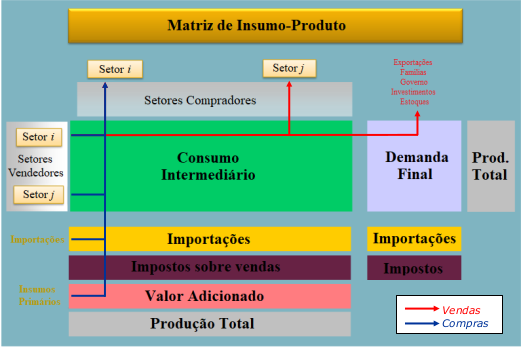 Matriz de Insumo-Produto
Setor i
Setor j
Exportações
Famílias
Governo
Investimentos
Estoques
Setores Compradores
Setor i
Setores
Vendedores
Setor j
Consumo
Intermediário
Demanda
Final
Prod.
Total
Importações
Importações
Importações
Impostos sobre vendas
Impostos
Insumos
Primários
Valor Adicionado
Produção Total
Vendas
Compras